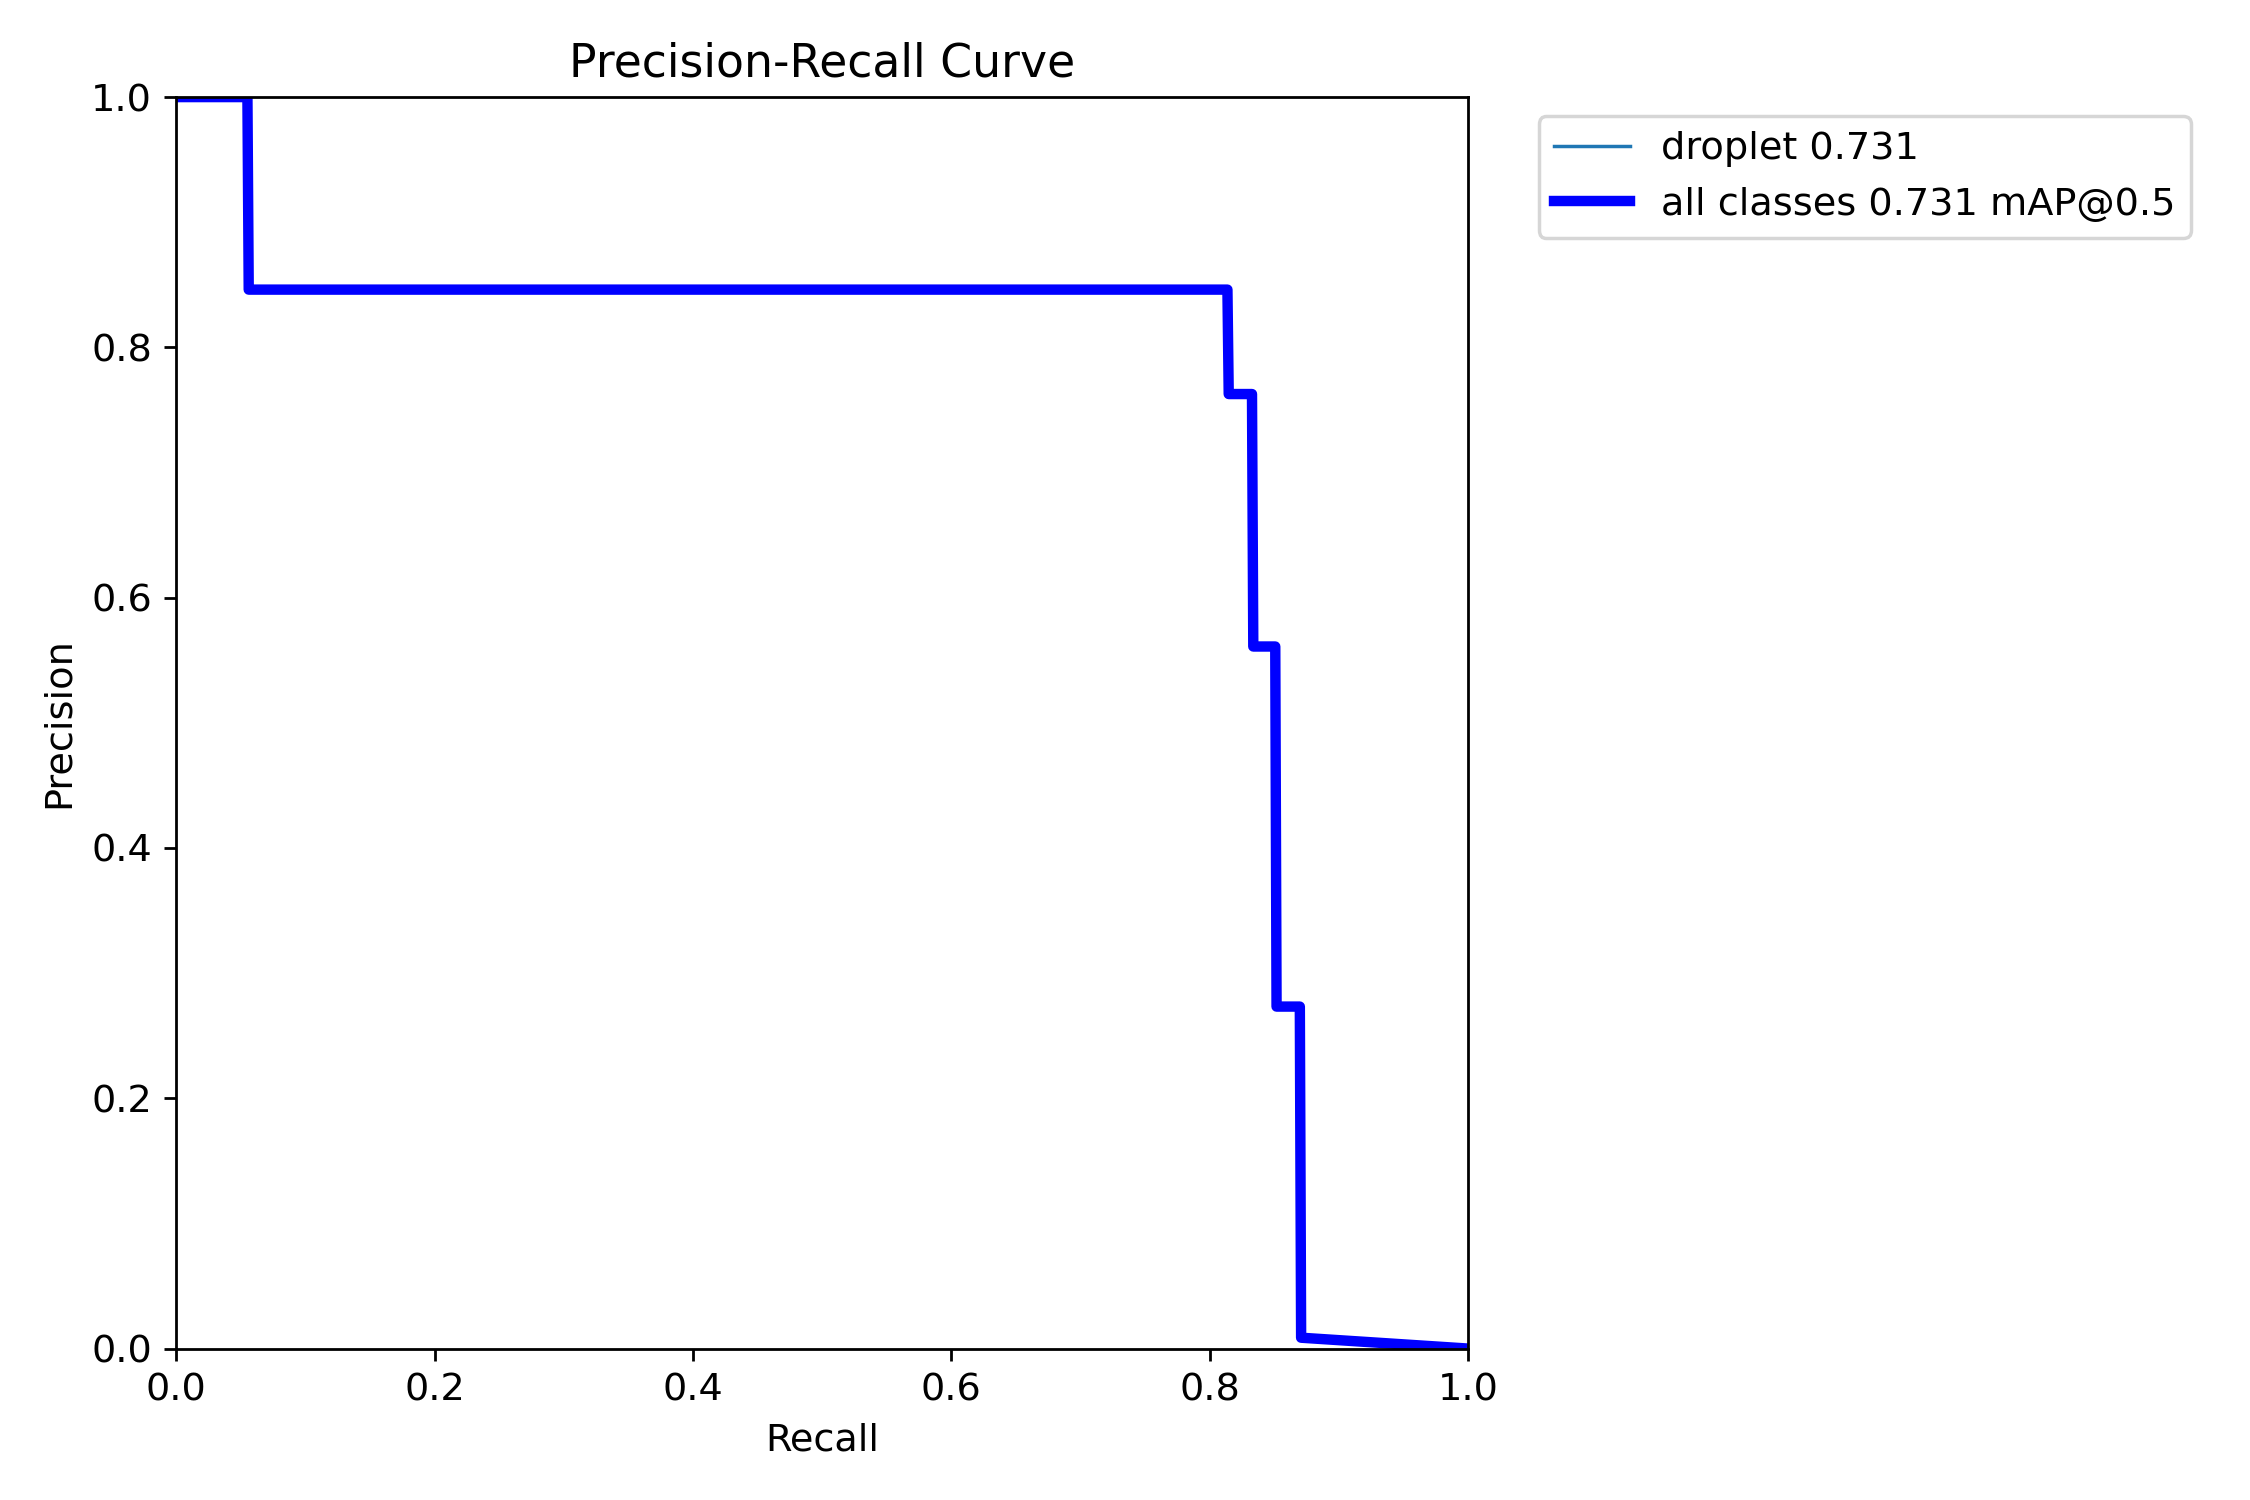 Precision-Recall Curve
1.0
0.8
0.6
0.4
0.2
0.0
Precision
0.0 0.2 0.4 0.6 0.8 1.0
Recall
droplet 0.731
all classes 0.731 mAP@0.5